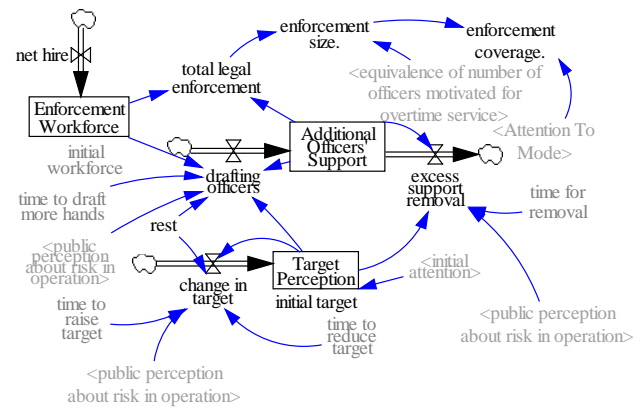 net hire
enforcement
size.
enforcement
coverage.
total legal
enforcement
<equivalence of number of
officers motivated for
overtime service>
Enforcement
Workforce
Additional
Officers'
Support
<Attention To
Mode>
initial
workforce
drafting
officers
excess
support
removal
time to draft
more hands
time for
removal
rest
<public
perception
about risk in
operation>
Target
Perception
<initial
attention>
change in
target
initial target
time to
raise
target
time to
reduce
target
<public perception
about risk in operation>
<public perception
about risk in operation>